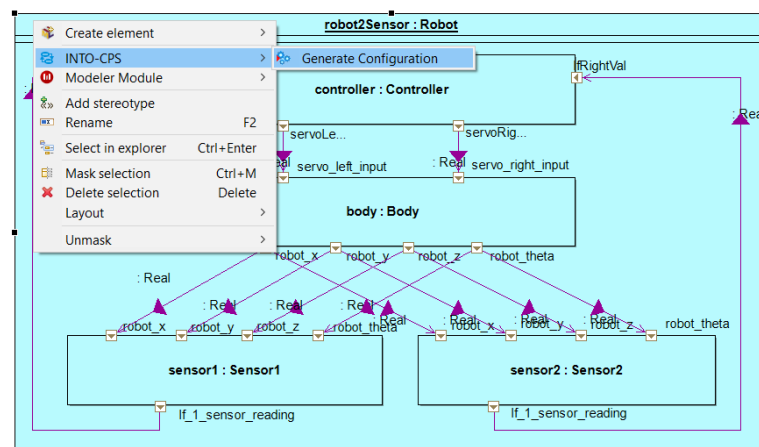 robot2Sensor : Robot
Create element
INTO-CPS
Generate Configuration
Modeler Module
Add stereotype
Rename F2
Select in explorer Ctrl+Enter
Mask selection Ctrl+M
Delete selection Delete
Layout
Unmask
lfRightVal
controller : Controller
: Rea
servoLe...
servoRig...
servo_left_input
: Real
servo_right_input
body : Body
robot_x
robot_y
robot_z
robot_theta
: Real
: Real
: Real
: Real
: Real
: Real
: Real
: Real
robot_x
robot_y
robot_z
robot_theta
robot_x
robot_y
robot_z
robot_theta
sensor1 : Sensor1
sensor2 : Sensor2
lf_1_sensor_reading
lf_1_sensor_reading